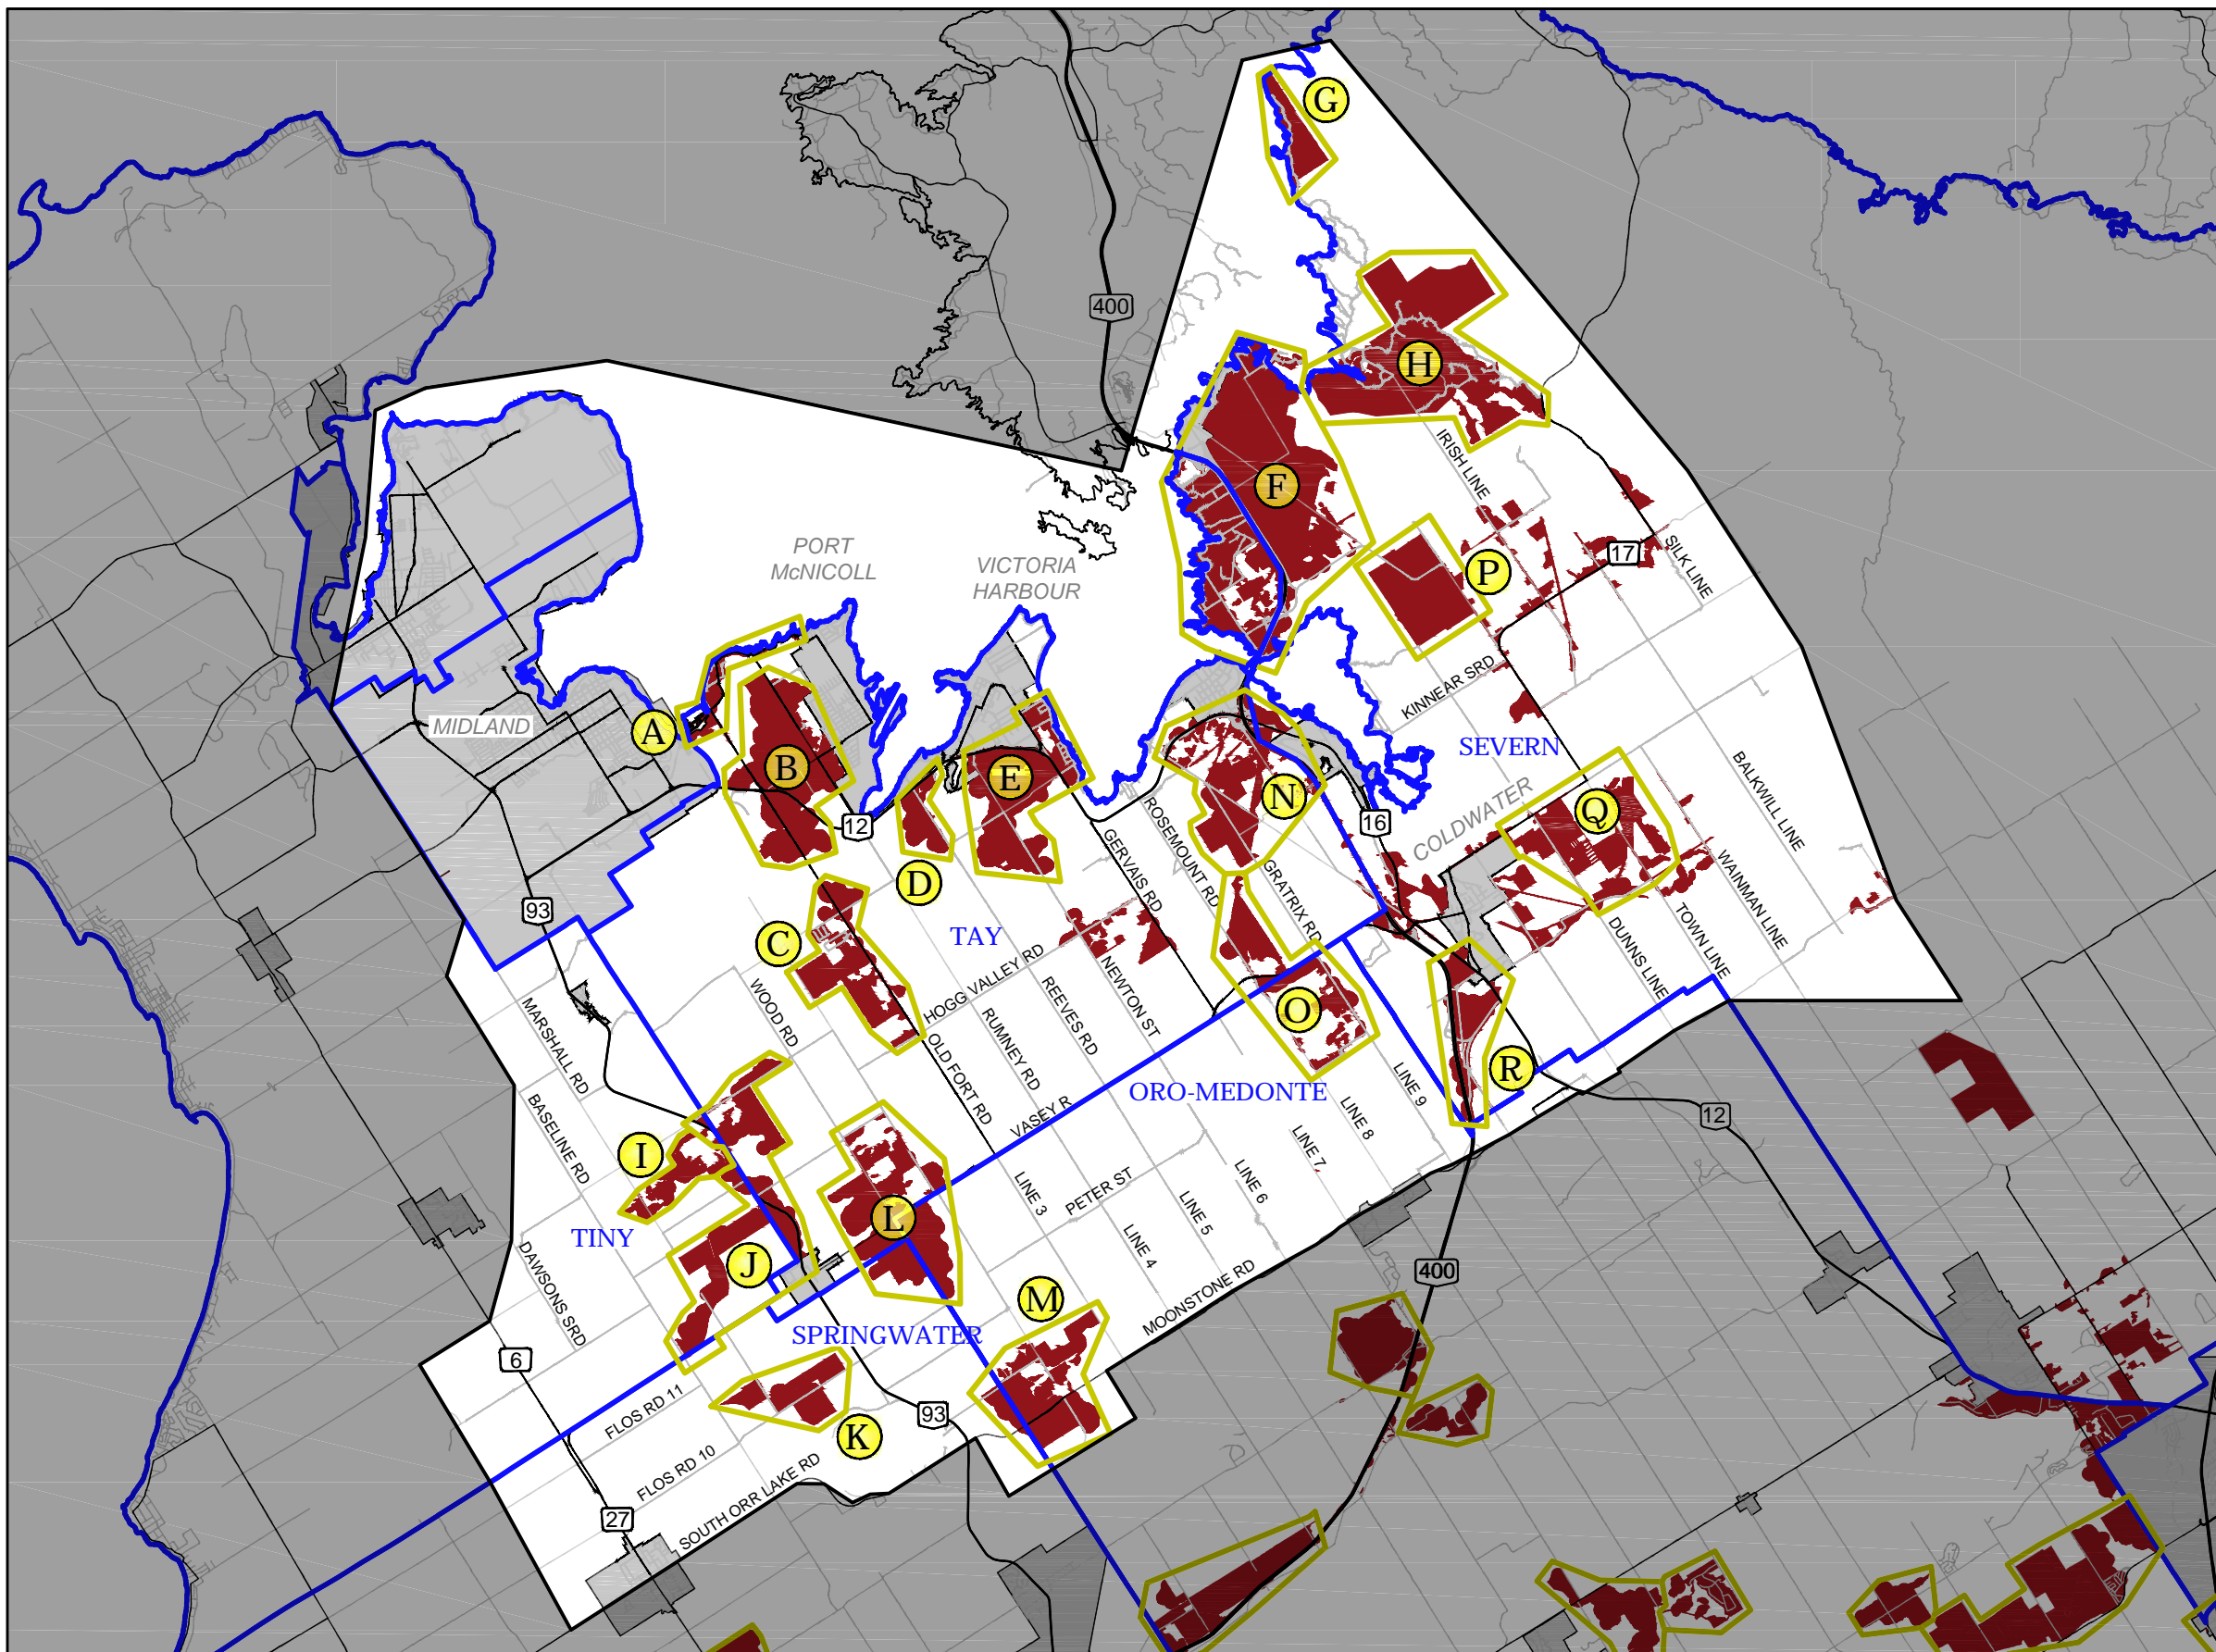 G
400
H
IRISH LINE
F
PORT
McNICOLL
VICTORIA
HARBOUR
17
SILK LINE
P
KINNEAR SRD
MIDLAND
A
B
E
SEVERN
N
BALKWILL LINE
12
16
COLDWATER
Q
ROSEMOUNT RD
GERVAIS RD
D
GRATRIX RD
WAINMAN LINE
93
C
TAY
TOWN LINE
DUNNS LINE
HOGG VALLEY RD
NEWTON ST
REEVES RD
WOOD RD
MARSHALL RD
RUMNEY RD
O
OLD FORT RD
LINE 9
R
ORO-MEDONTE
12
BASELINE RD
VASEY R
LINE 8
LINE 7
I
LINE 6
PETER ST
LINE 3
LINE 5
L
TINY
LINE 4
J
DAWSONS SRD
400
M
MOONSTONE RD
SPRINGWATER
6
FLOS RD 11
93
K
FLOS RD 10
SOUTH ORR LAKE RD
27